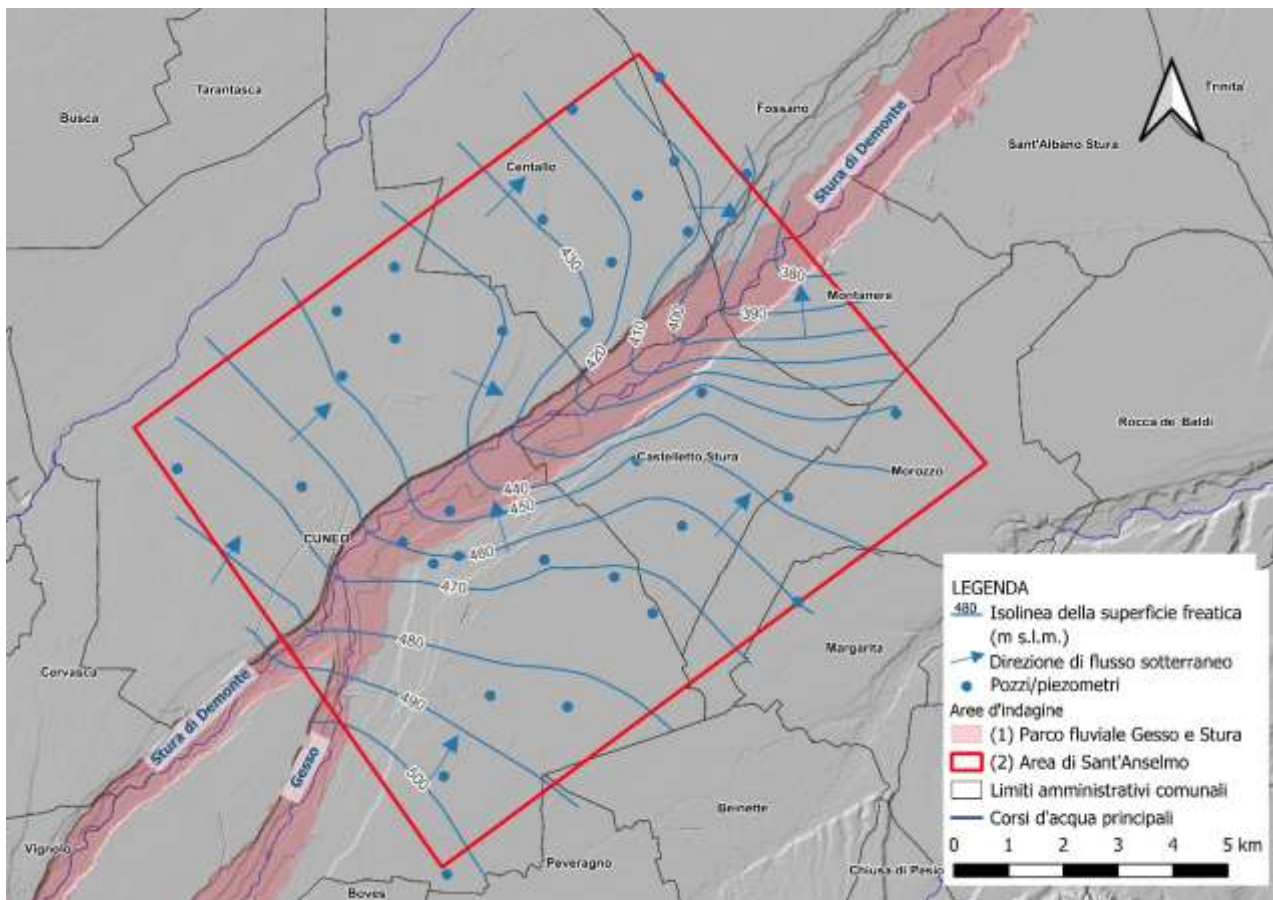 Tarantasca
Busca
Fossano
Trinita'
Stura di Demonte
Sant'Albano Stura
Centallo
430
380
Montanera
390
400
410
420
Rocca de' Baldi
Castelletto Stura
Morozzo
440
450
CUNEO
460
470
480
Margarita
Cervasca
Stura di Demonte
490
Gesso
500
Beinette
Vignolo
Peveragno
Boves
Chiusa di Pesio
LEGENDA
480 Isolinea della superficie freatica
(m s.l.m.)
Direzione di flusso sotterraneo
Pozzi/piezometri
Aree d'indagine
(1) Parco fluviale Gesso e Stura
(2) Area di Sant'Anselmo
Limiti amministrativi comunali
Corsi d'acqua principali
0 1 2 3 4 5 km